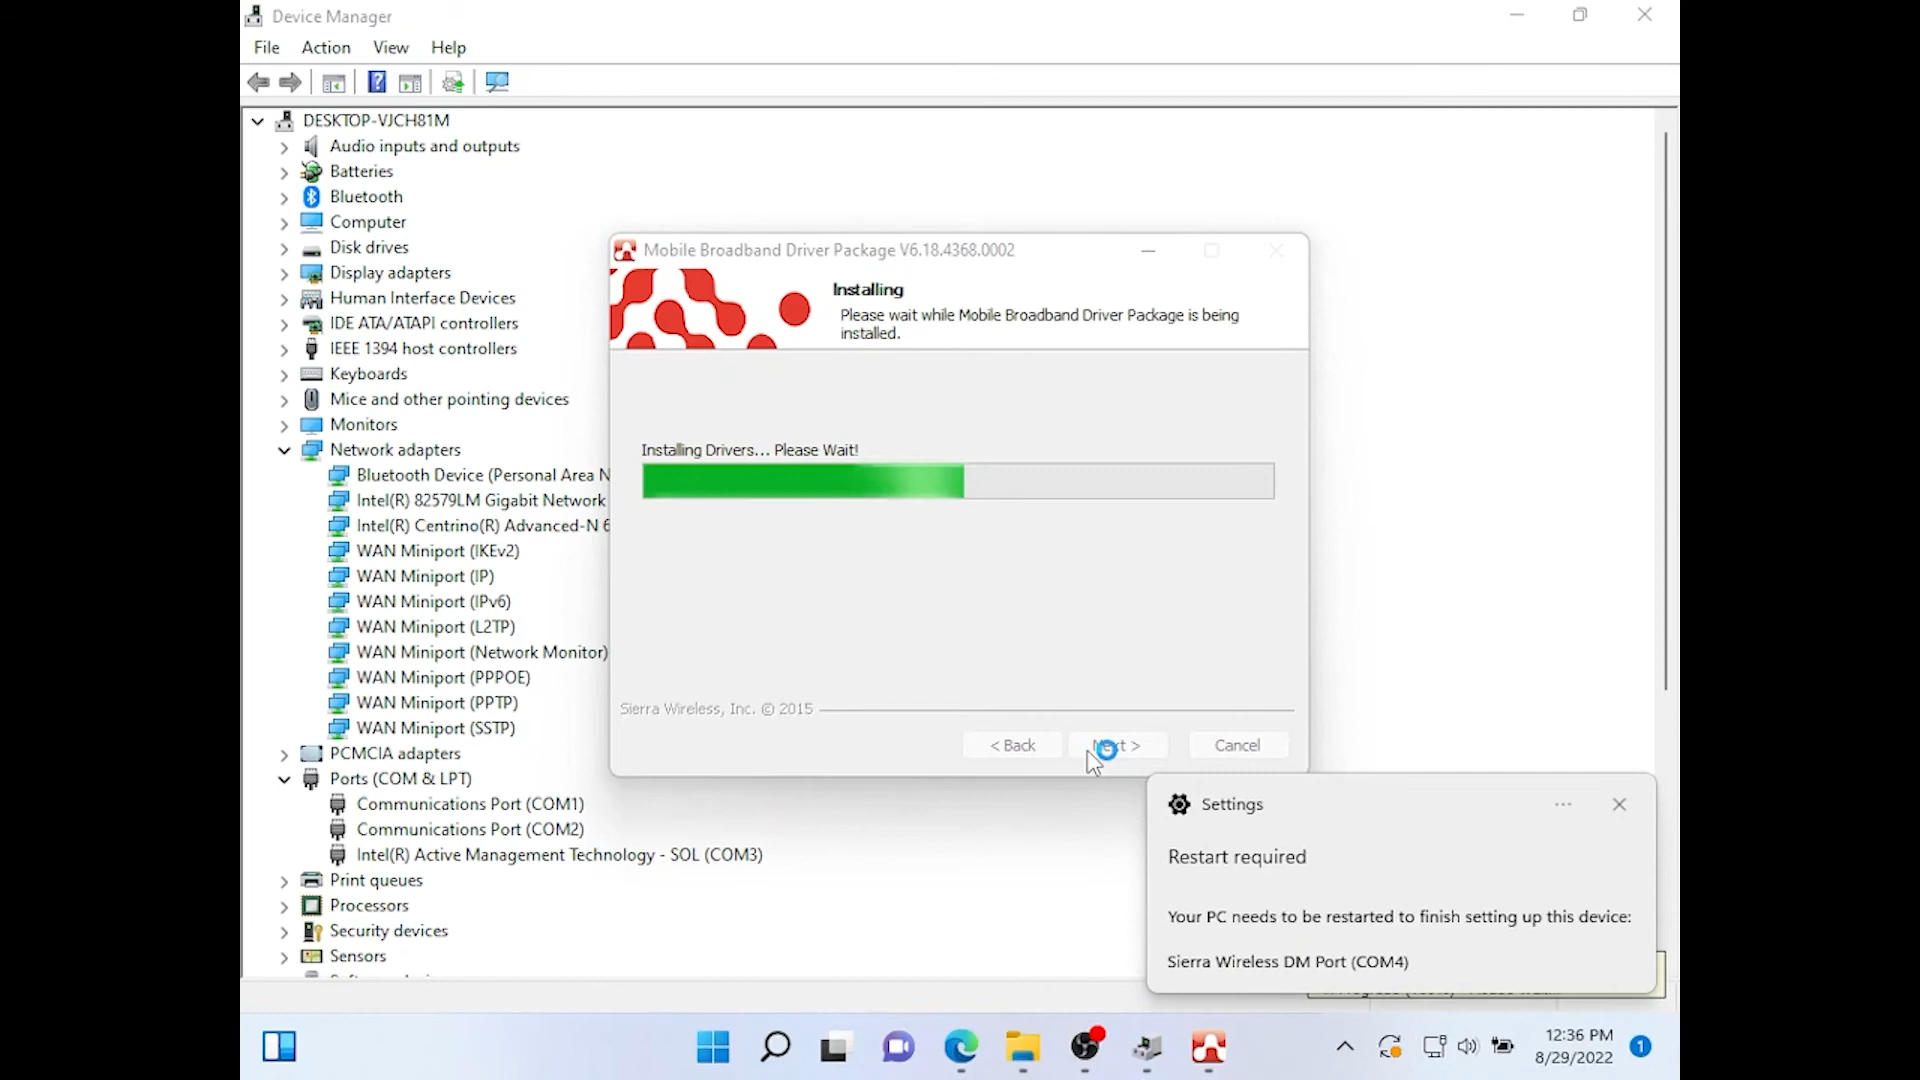 Device Manager
File Action View Help
DESKTOP-VJCH81M
Audio inputs and outputs
Batteries
Bluetooth
Computer
Disk drives
Display adapters
Human Interface Devices
IDE ATA/ATAPI controllers
IEEE 1394 host controllers
Keyboards
Mice and other pointing devices
Monitors
Network adapters
Bluetooth Device (Personal Area N
Intel(R) 82579LM Gigabit Network
Intel(R) Centrino(R) Advanced-N 6
WAN Miniport (IKEv2)
WAN Miniport (IP)
WAN Miniport (IPv6)
WAN Miniport (L2TP)
WAN Miniport (Network Monitor)
WAN Miniport (PPPOE)
WAN Miniport (PPTP)
WAN Miniport (SSTP)
PCMCIA adapters
Ports (COM & LPT)
Communications Port (COM1)
Communications Port (COM2)
Intel(R) Active Management Technology - SOL (COM3)
Print queues
Processors
Security devices
Sensors
Mobile Broadband Driver Package V6.18.4368.0002
Installing
Please wait while Mobile Broadband Driver Package is being
installed.
Installing Drivers... Please Wait!
Sierra Wireless, Inc. © 2015
< Back Next > Cancel
Settings
Restart required
Your PC needs to be restarted to finish setting up this device:
Sierra Wireless DM Port (COM4)
12:36 PM
8/29/2022
1